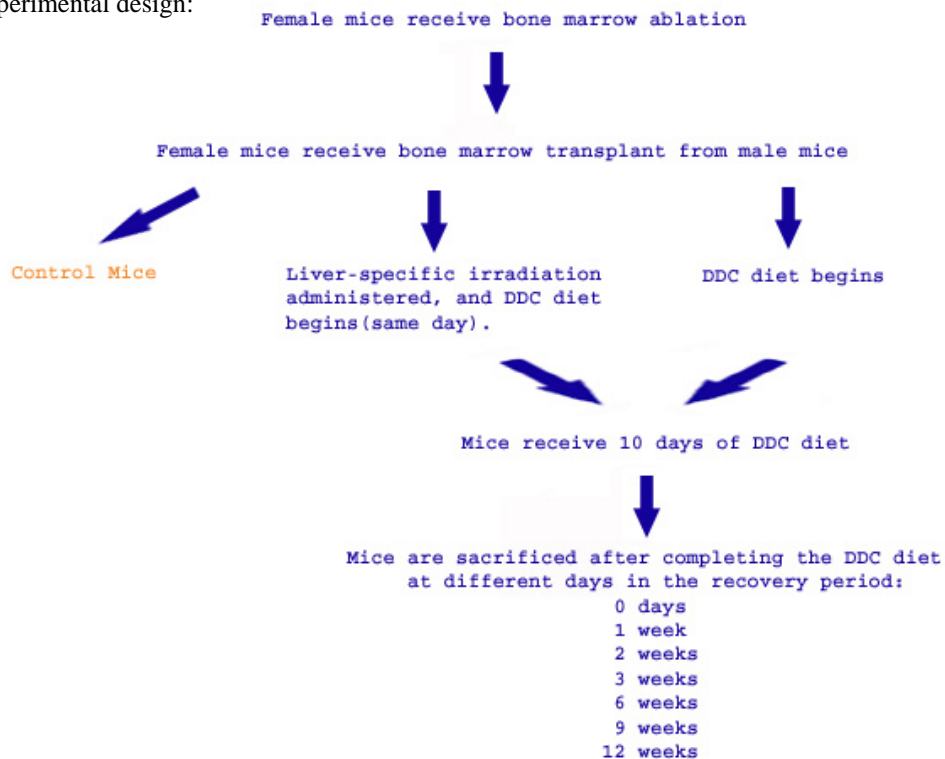 perimental design:
Female mice receive bone marrow ablation
Female mice receive bone marrow transplant from male mice
Control Mice
Liver-specific irradiation
administered, and DDC diet
begins(same day).
DDC diet begins
Mice receive 10 days of DDC diet
Mice are sacrificed after completing the DDC diet
at different days in the recovery period:
0 days
1 week
2 weeks
3 weeks
6 weeks
9 weeks
12 weeks